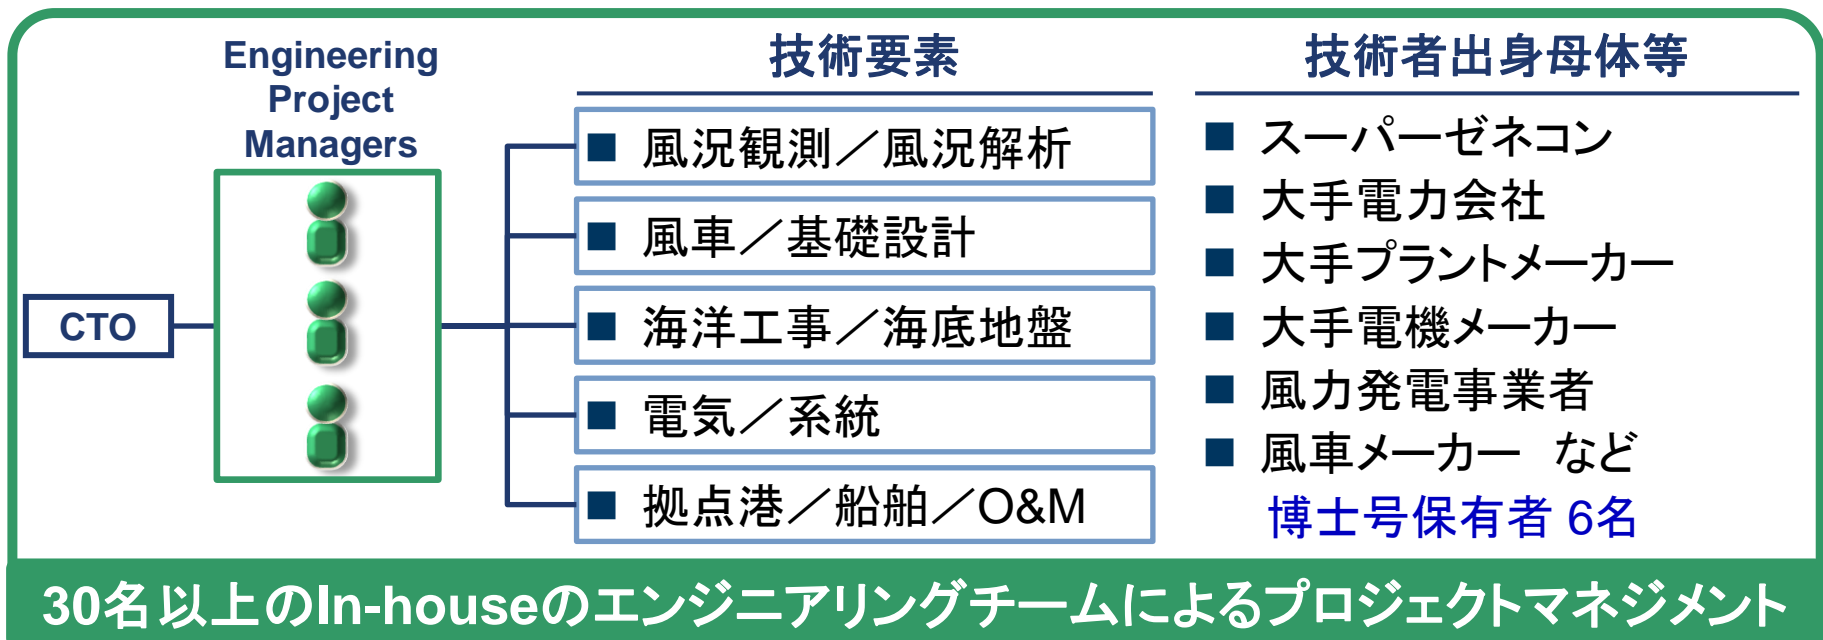 Engineering
Project
Managers
CTO
技術要素
■ 風況観測／風況解析
■ 風車／基礎設計
■ 海洋工事／海底地盤
■ 電気／系統
■ 拠点港／船舶／O&M
技術者出身母体等
■ スーパーゼネコン
■ 大手電力会社
■ 大手プラントメーカー
■ 大手電機メーカー
■ 風力発電事業者
■ 風車メーカー　など
博士号保有者 6名
30名以上のIn-houseのエンジニアリングチームによるプロジェクトマネジメント